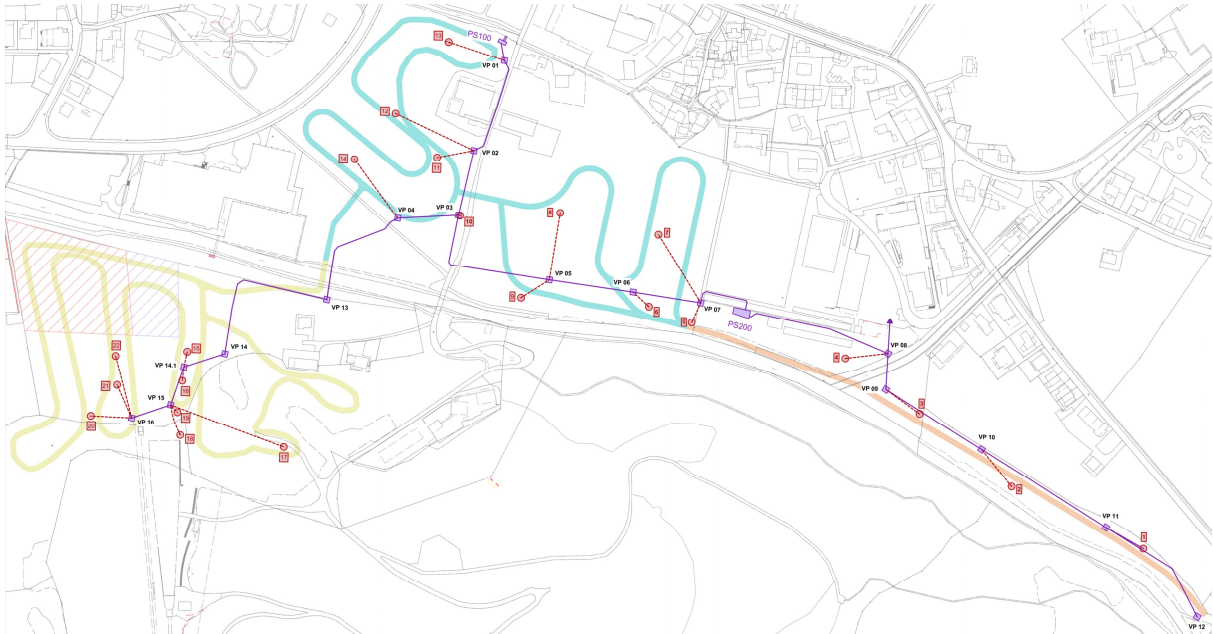 PS100
13
VP 01
12
VP 02
11
14
VP 04
VP 03
10
8
7
VP 05
VP 06
9
6
VP 07
5
PS200
VP 13
VP 08
4
22
15
VP 14
VP 14.1
16
21
VP 09
VP 15
3
19
20
VP 16
18
17
VP 10
2
VP 11
1
VP 12